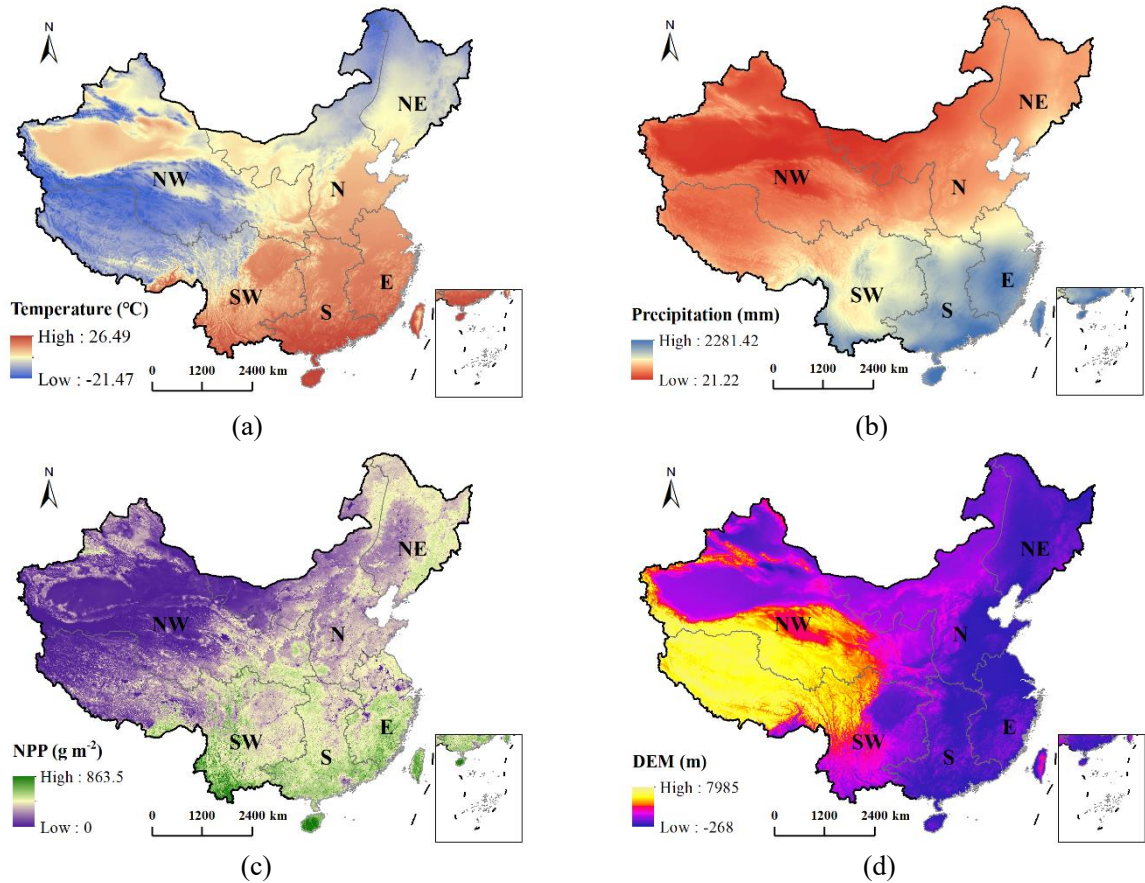 N
NE
NW
N
SW
E
S
Temperature (°C)
High : 26.49
Low : -21.47
0 1200 2400 km
(a)
N
NE
NW
N
SW
E
S
Precipitation (mm)
High : 2281.42
Low : 21.22
0 1200 2400 km
(b)
N
NE
NW
N
SW
E
S
NPP (g m⁻²)
High : 863.5
Low : 0
0 1200 2400 km
(c)
N
NE
NW
N
SW
E
S
DEM (m)
High : 7985
Low : -268
0 1200 2400 km
(d)